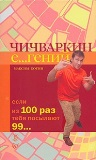 ЧИЧВАРКИН
Е...ГЕНИЙ
если
из 100 раз
тебя посылают
99...